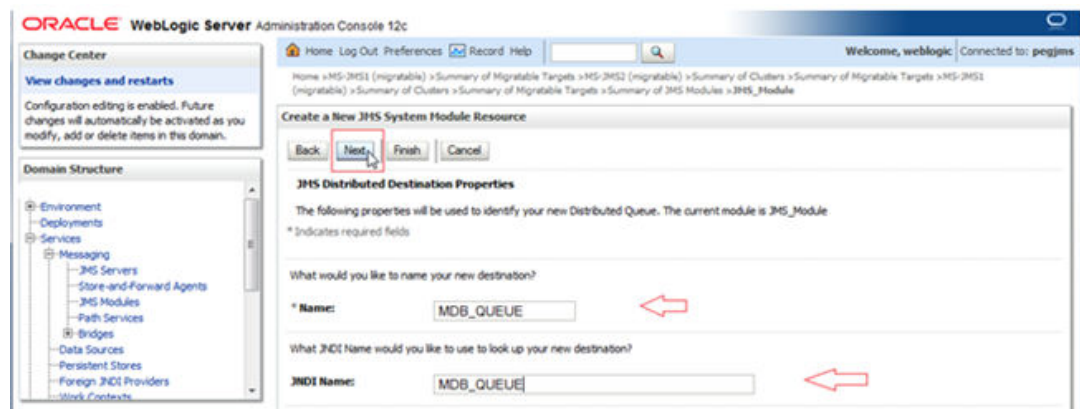 ORACLE WebLogic Server Administration Console 12c
Change Center
View changes and restarts
Configuration editing is enabled. Future
changes will automatically be activated as you
modify, add or delete items in this domain.
Domain Structure
Environment
Deployments
Services
Messaging
JMS Servers
Store-and-Forward Agents
JMS Modules
Path Services
Bridges
Data Sources
Persistent Stores
Foreign JNDI Providers
Work Contexts
Home Log Out Preferences Record Help
Welcome, weblogic Connected to: pegjms
Home >MS-JMS1 (migratable) >Summary of Migratable Targets >MS-JMS2 (migratable) >Summary of Clusters >Summary of Migratable Targets >MS-JMS1
(migratable) >Summary of Clusters >Summary of Migratable Targets >Summary of JMS Modules >JMS_Module
Create a New JMS System Module Resource
Back Next Finish Cancel
JMS Distributed Destination Properties
The following properties will be used to identify your new Distributed Queue. The current module is JMS_Module
* Indicates required fields
What would you like to name your new destination?
* Name: MDB_QUEUE
What JNDI Name would you like to use to look up your new destination?
JNDI Name: MDB_QUEUE